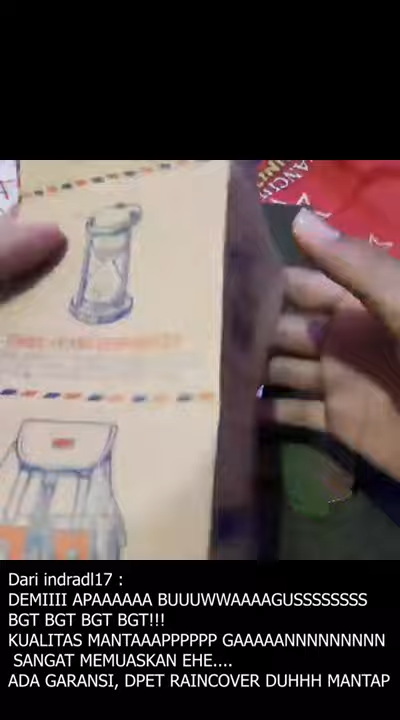 Dari indradl17 :
DEMIIII APAAAAAA BUUUWWAAAAGUSSSSSSSS
BGT BGT BGT BGT!!!
KUALITAS MANTAAAPPPPPP GAAAAANNNNNNNNN
SANGAT MEMUASKAN EHE....
ADA GARANSI, DPET RAINCOVER DUHHH MANTAP